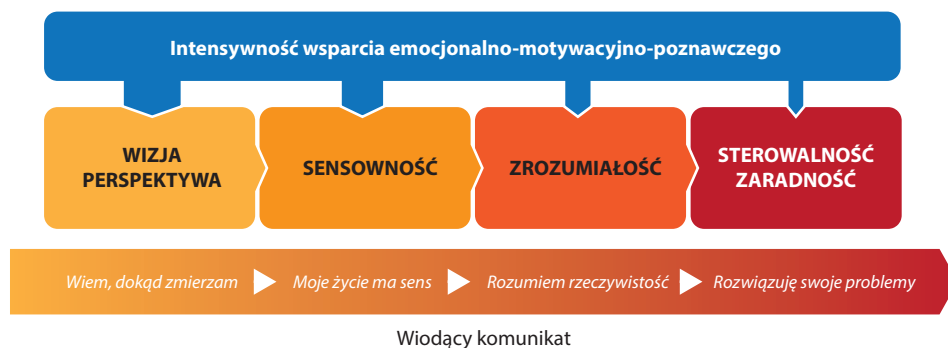 Intensywność wsparcia emocjonalno-motywacyjno-poznawczego
WIZJA
PERSPEKTYWA
SENSOWNOŚĆ
ZROZUMIAŁOŚĆ
STEROWALNOŚĆ
ZARADNOŚĆ
Wiem, dokąd zmierzam
Moje życie ma sens
Rozumiem rzeczywistość
Rozwiązuję swoje problemy
Wiodący komunikat